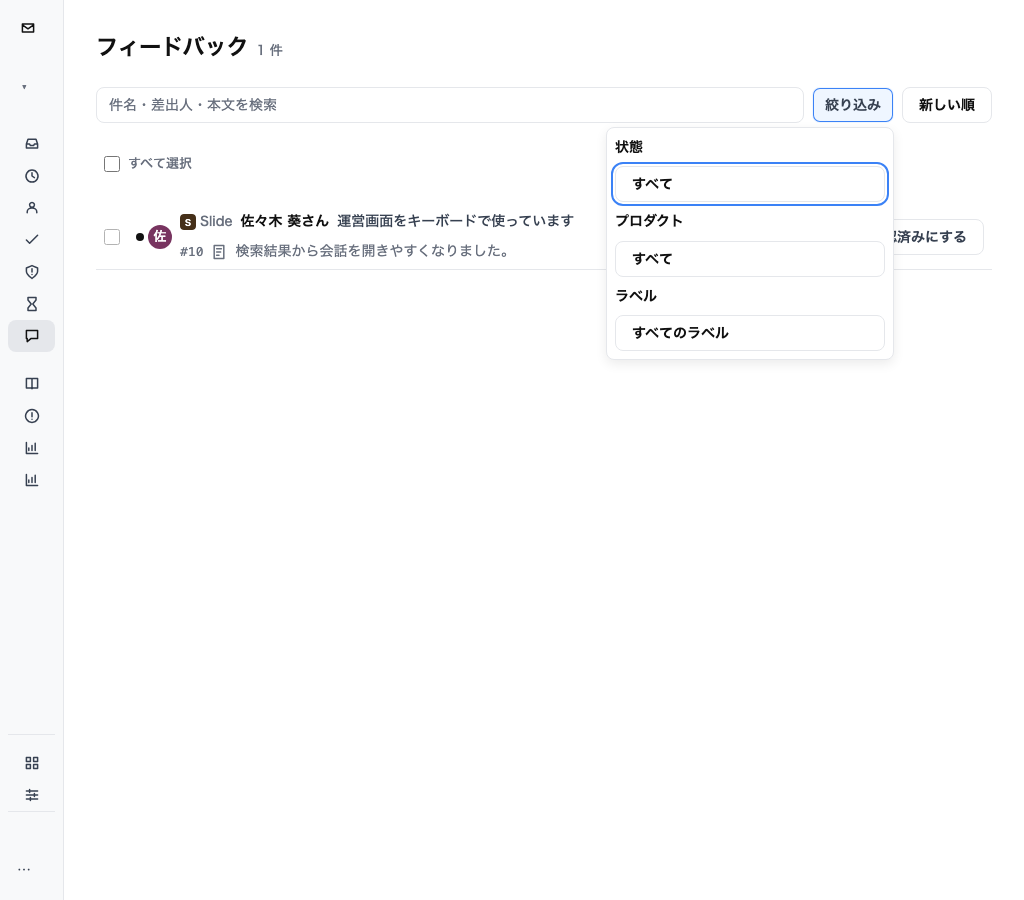 フィードバック 1 件
件名・差出人・本文を検索
絞り込み
新しい順
すべて選択
状態
すべて
プロダクト
すべて
ラベル
すべてのラベル
S Slide 佐々木 葵さん 運営画面をキーボードで使っています
佐
#10 検索結果から会話を開きやすくなりました。
済みにする
…